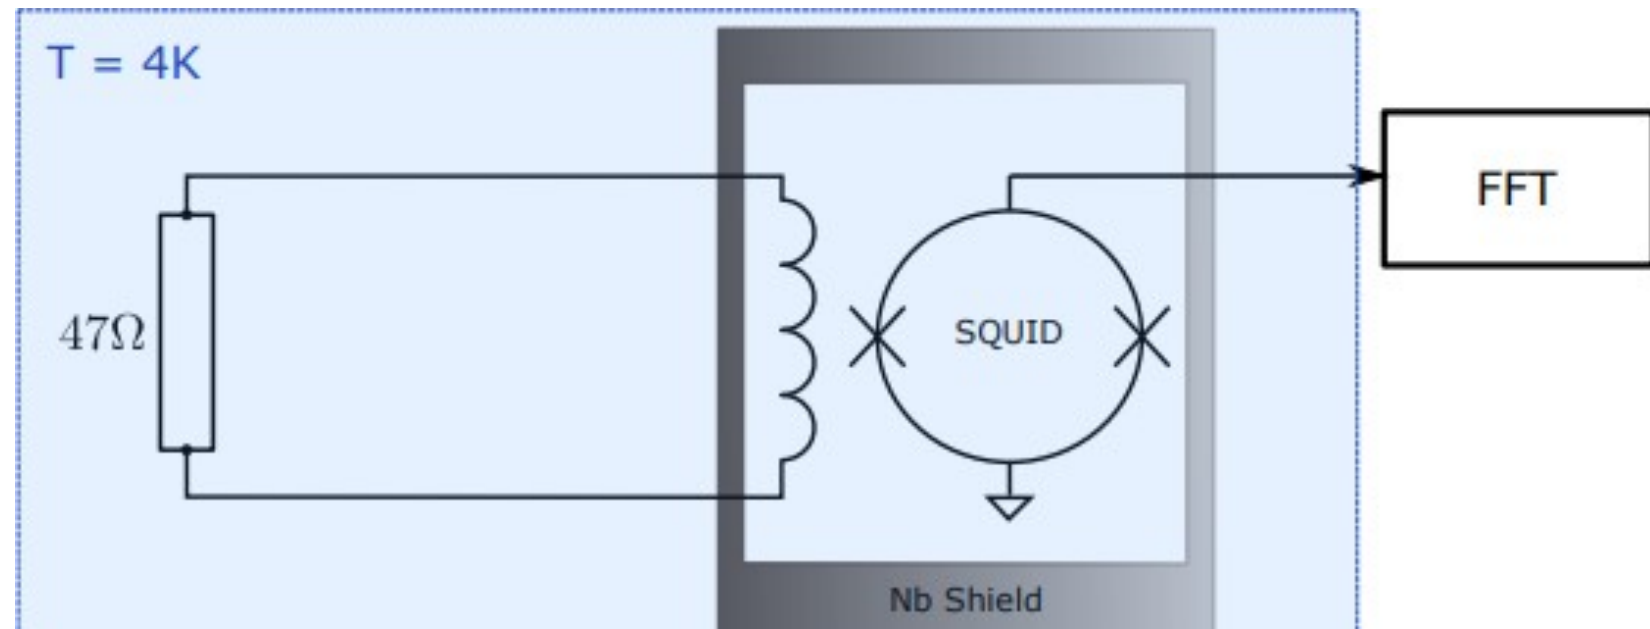 T = 4K
FFT
47Ω
SQUID
Nb Shield